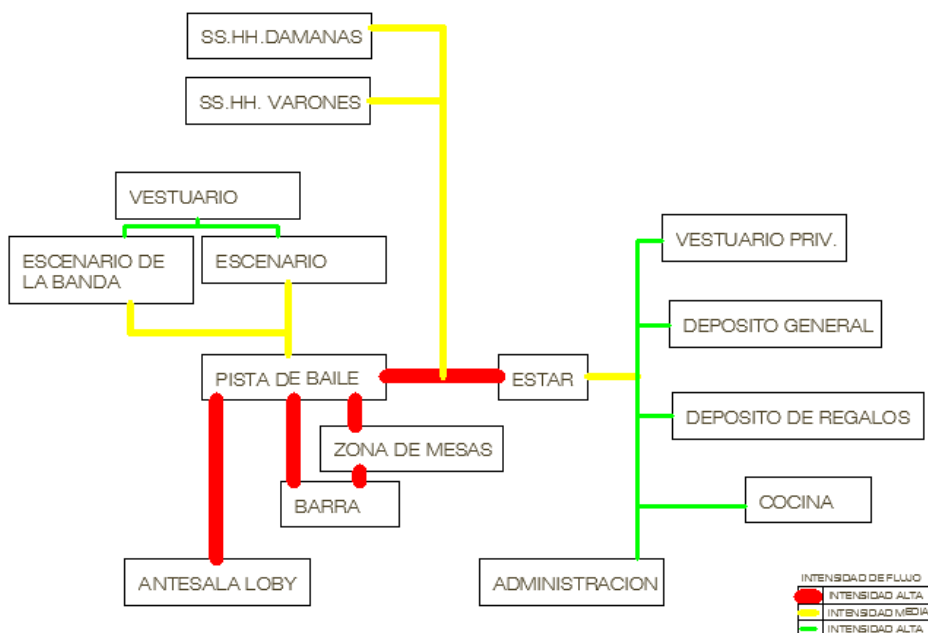 SS.HH.DAMANAS
SS.HH. VARONES
VESTUARIO
ESCENARIO DE
LA BANDA
ESCENARIO
VESTUARIO PRIV.
DEPOSITO GENERAL
PISTA DE BAILE
ESTAR
DEPOSITO DE REGALOS
ZONA DE MESAS
BARRA
COCINA
ANTESALA LOBY
ADMINISTRACION
INTENSIDAD DE FLUJO
INTENSIDAD ALTA
INTENSIDAD MEDIA
INTENSIDAD ALTA